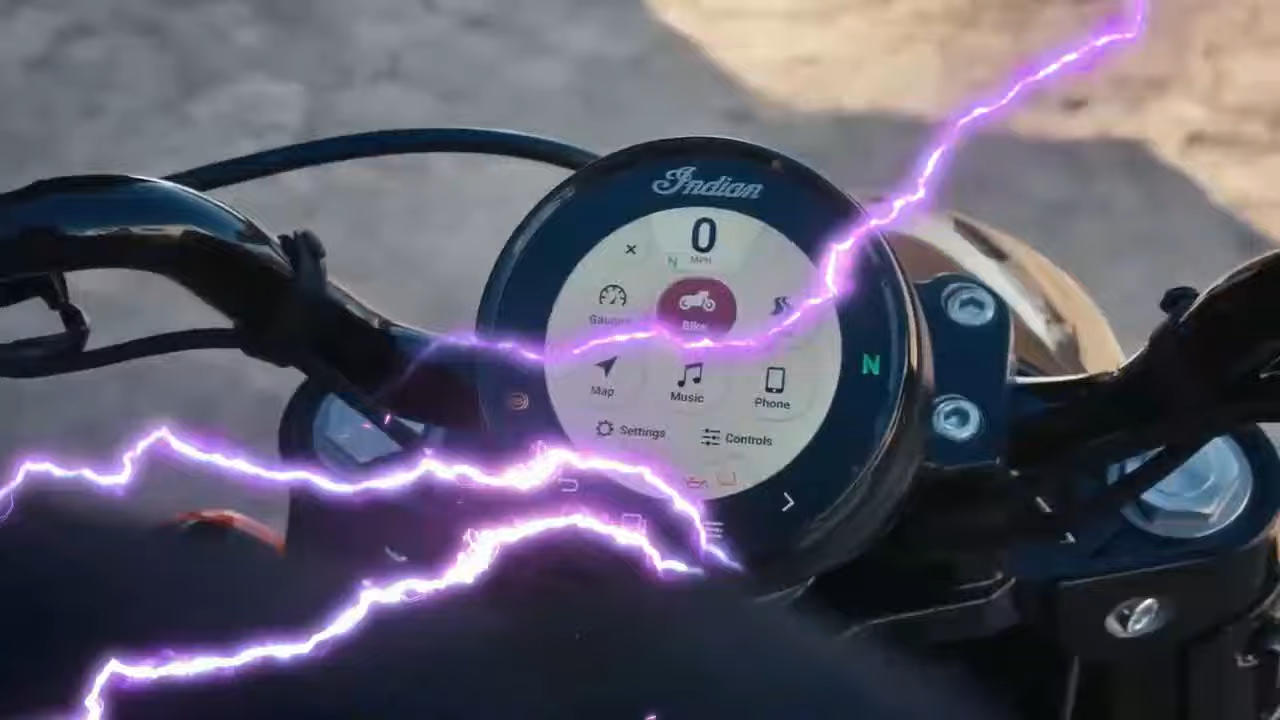 Indian
0
N MPH
Gauges Bike
Map Music Phone
Settings Controls
N